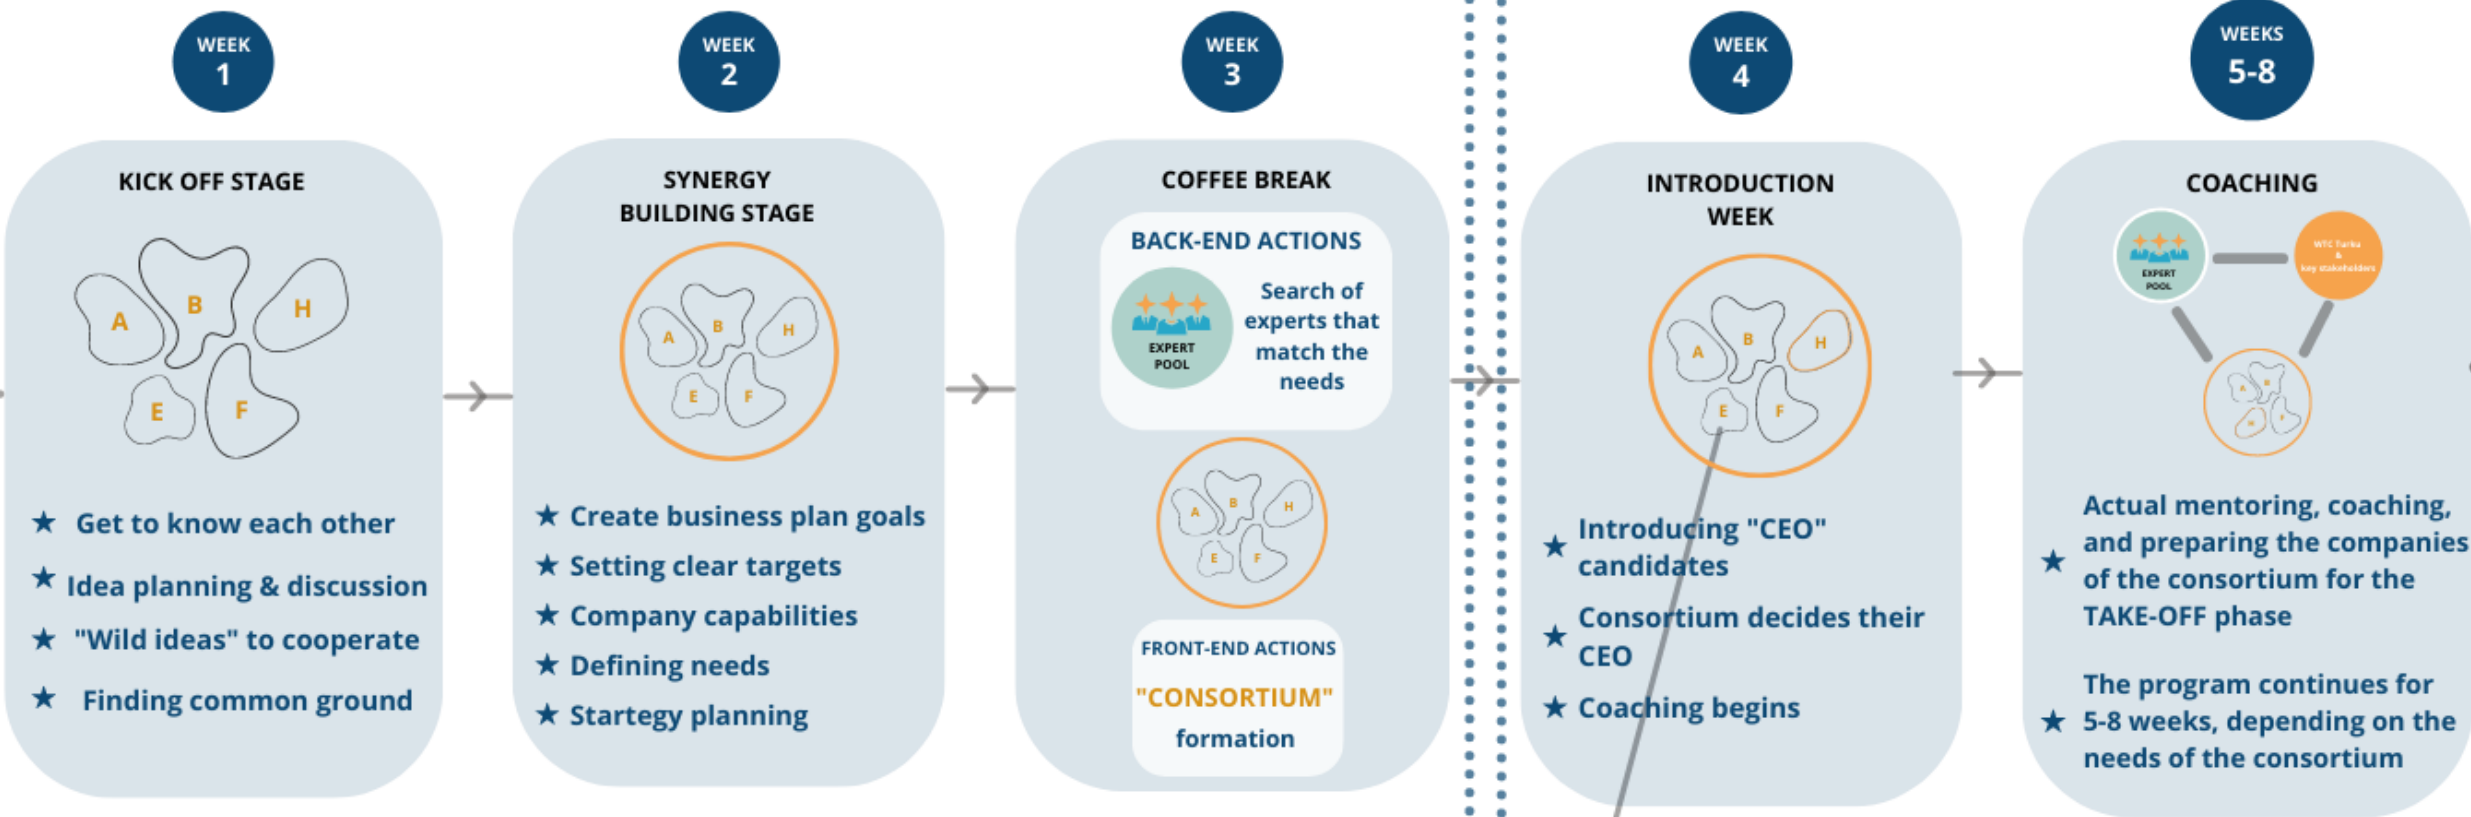 WEEK
1
KICK OFF STAGE
A
B
H
E
F
Get to know each other
Idea planning & discussion
"Wild ideas" to cooperate
Finding common ground
WEEK
2
SYNERGY
BUILDING STAGE
A
B
H
E
F
Create business plan goals
Setting clear targets
Company capabilities
Defining needs
Startegy planning
WEEK
3
COFFEE BREAK
BACK-END ACTIONS
EXPERT
POOL
Search of
experts that
match the
needs
A
B
H
E
F
FRONT-END ACTIONS
"CONSORTIUM"
formation
WEEK
4
INTRODUCTION
WEEK
A
B
H
E
F
Introducing "CEO"
candidates
Consortium decides their
CEO
Coaching begins
WEEKS
5-8
COACHING
EXPERT
POOL
WTC Turku
&
key stakeholders
A
B
H
F
Actual mentoring, coaching,
and preparing the companies
of the consortium for the
TAKE-OFF phase
The program continues for
5-8 weeks, depending on the
needs of the consortium